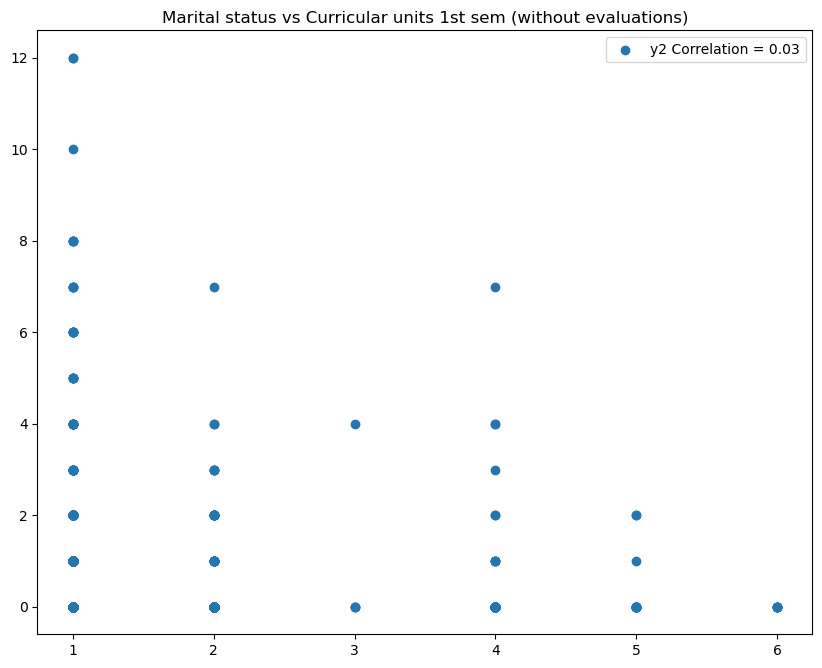 Marital status vs Curricular units 1st sem (without evaluations)
y2 Correlation = 0.03
12
10
8
6
4
2
0
1 2 3 4 5 6